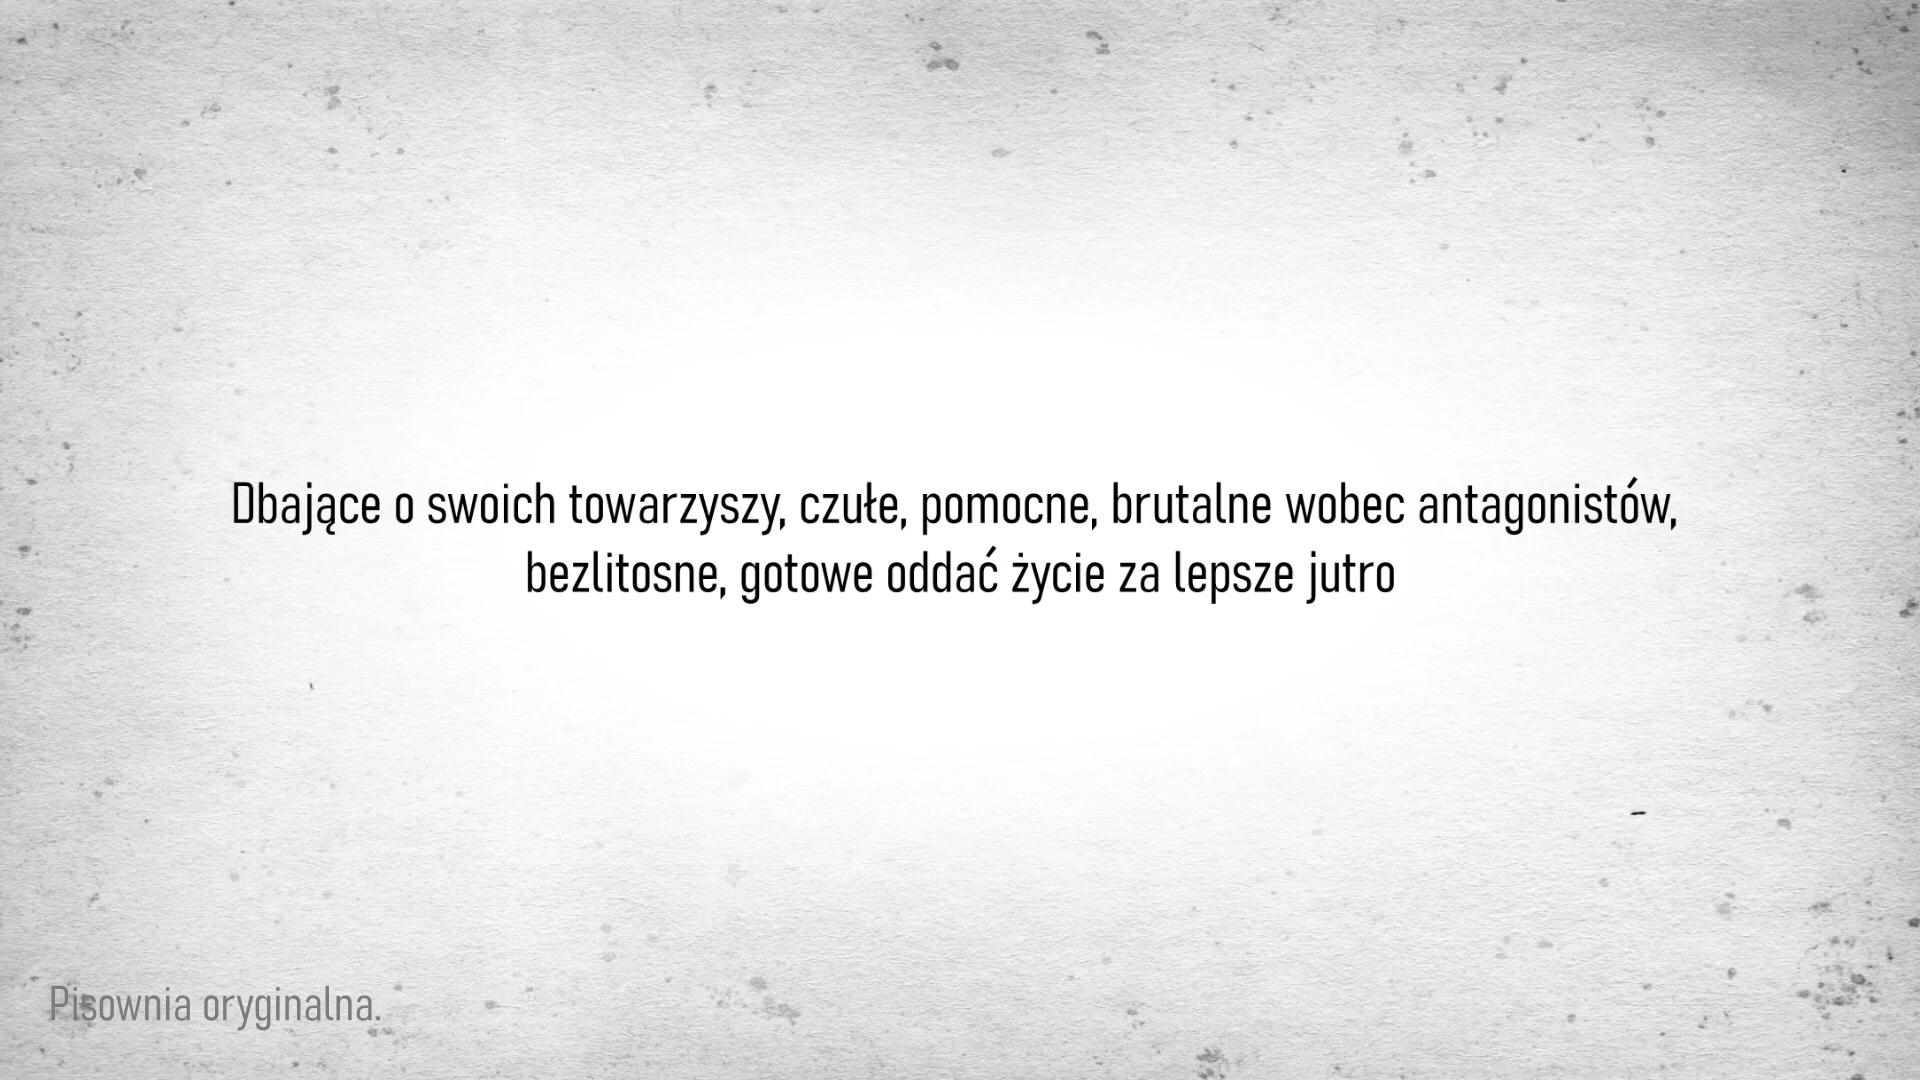 Dbające o swoich towarzyszy, czułe, pomocne, brutalne wobec antagonistów,
bezlitosne, gotowe oddać życie za lepsze jutro
Pisownia oryginalna.